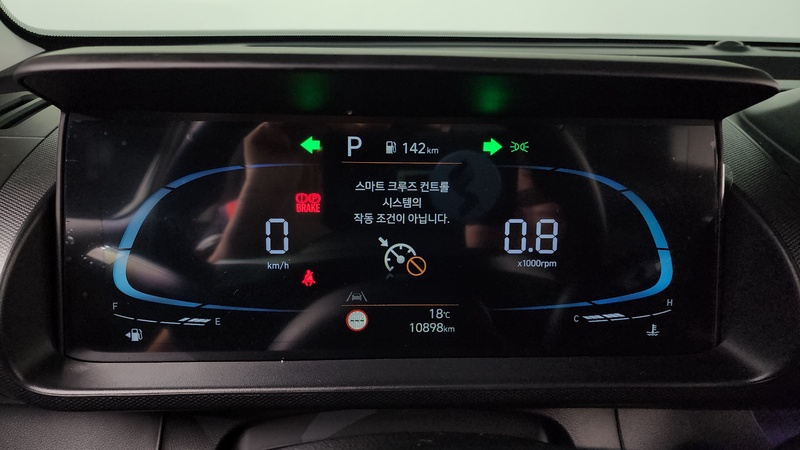 P 142km
스마트 크루즈 컨트롤
시스템의
작동 조건이 아닙니다.
BRAKE
0
km/h
0.8
x1000rpm
F
E
C
H
18℃
10898km